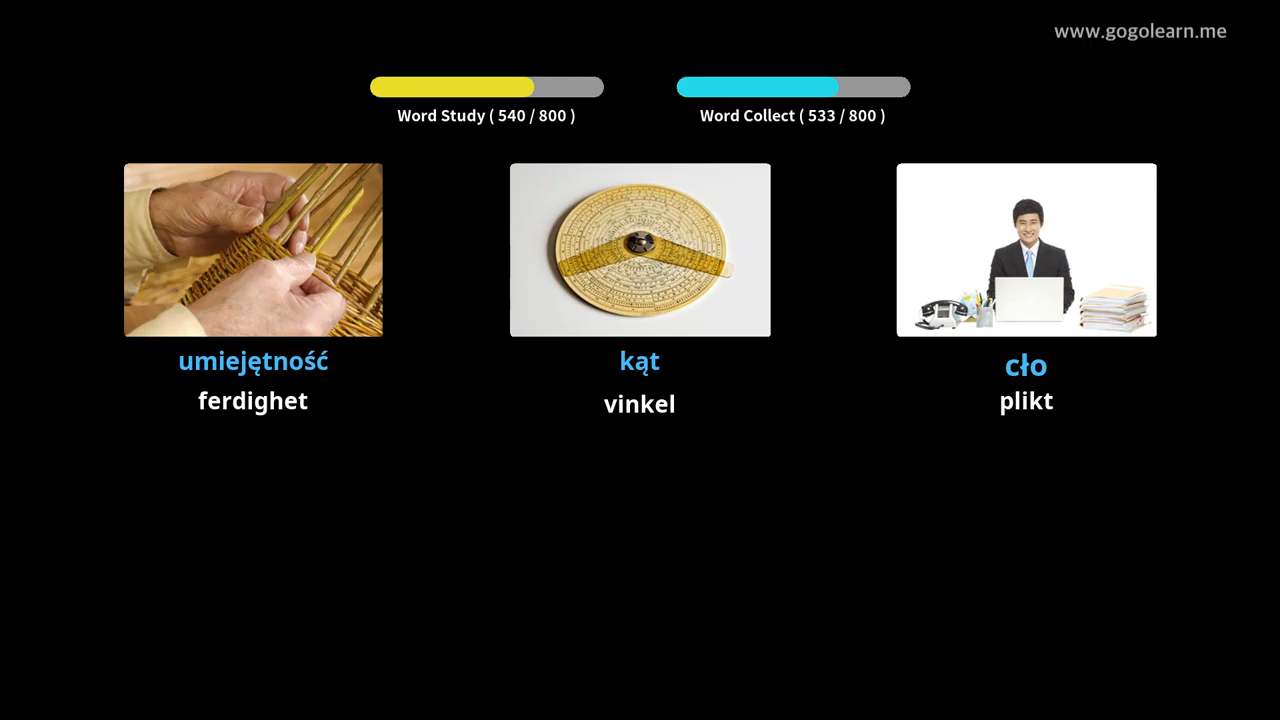 www.gogolearn.me
Word Study ( 540 / 800 )
Word Collect ( 533 / 800 )
umiejętność
ferdighet
kąt
vinkel
cło
plikt